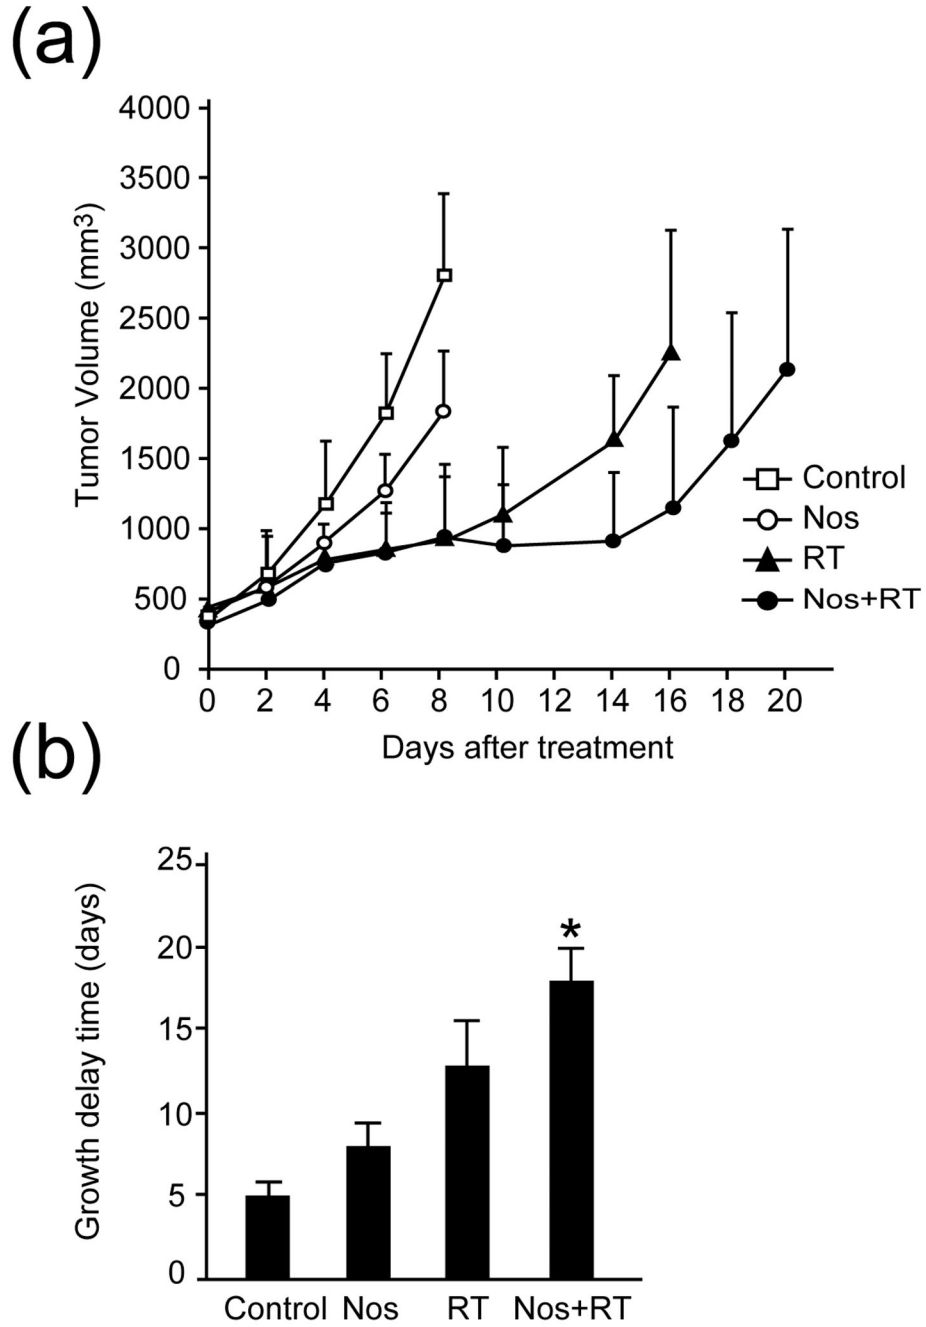 (a)
4000
3500
3000
2500
2000
1500
1000
500
0
Tumor Volume (mm3)
Control
Nos
RT
Nos+RT
0 2 4 6 8 10 12 14 16 18 20
Days after treatment
(b)
25
20
15
10
5
0
Growth delay time (days)
*
Control Nos RT Nos+RT